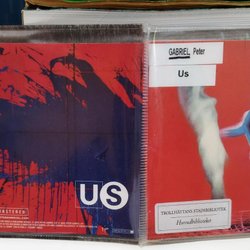 GABRIEL, Peter
Us
US
TROLLHÄTTANS STADSBIBLIOTEK
Huvudbiblioteket